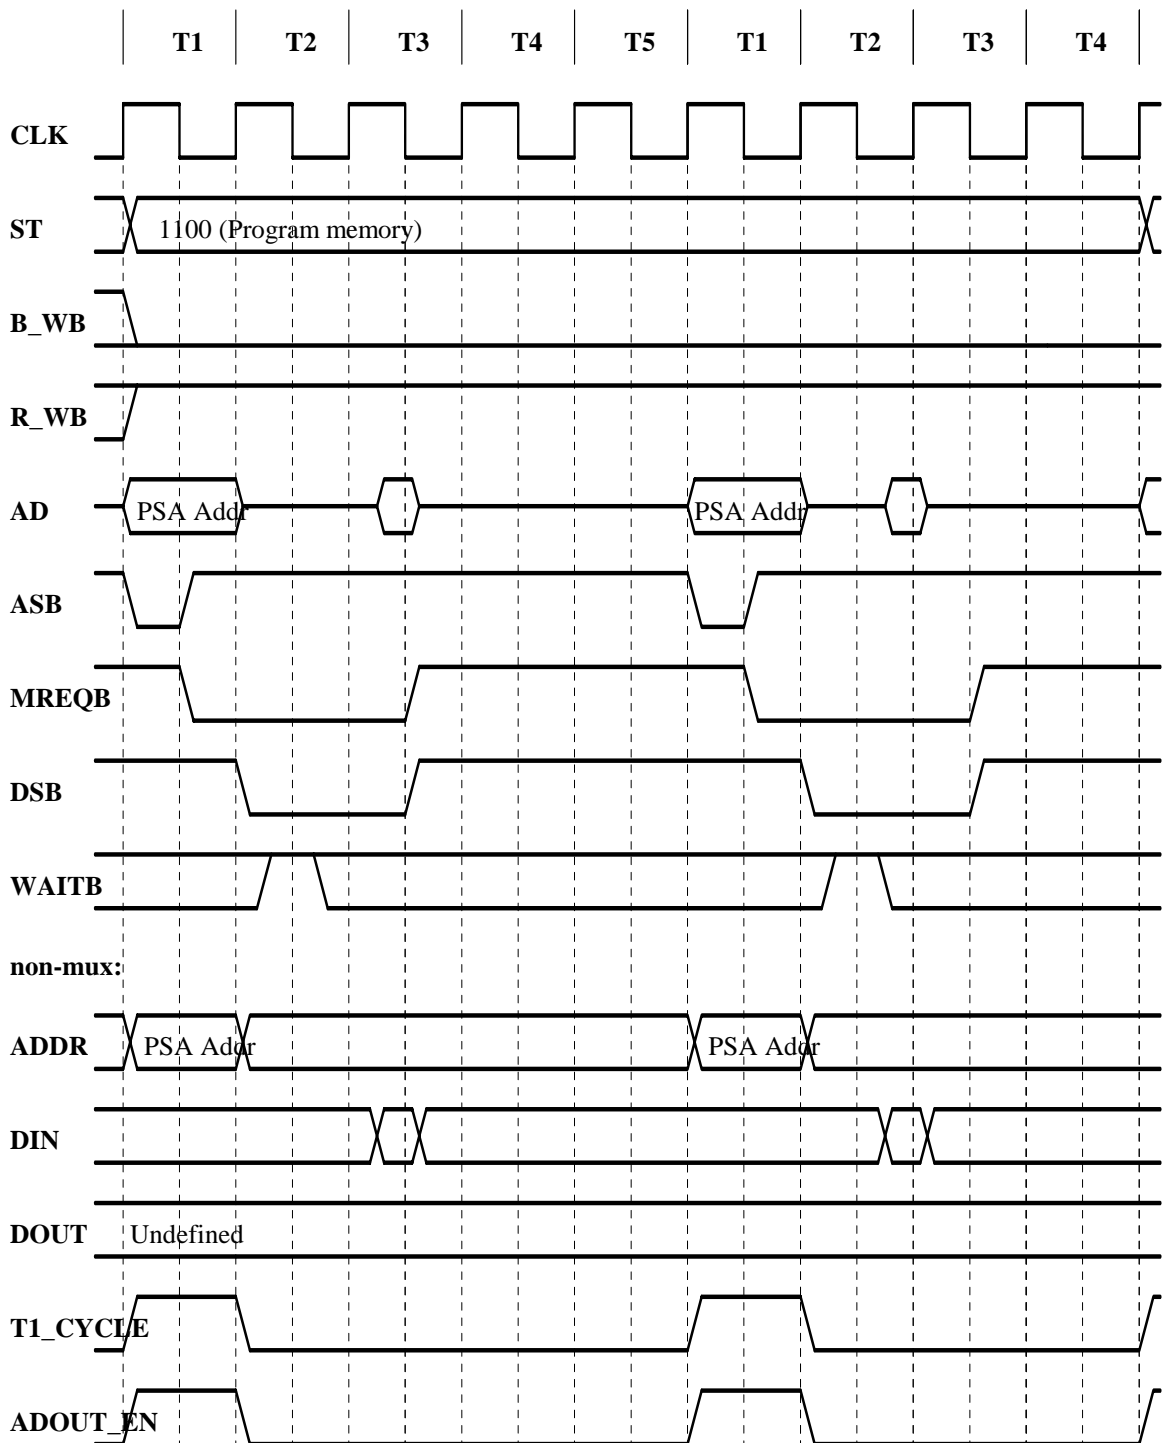 T1 T2 T3 T4 T5 T1 T2 T3 T4
CLK
ST 1100 (Program memory)
B_WB
R_WB
AD PSA Addr PSA Addr
ASB
MREQB
DSB
WAITB
non-mux:
ADDR PSA Addr PSA Addr
DIN
DOUT Undefined
T1_CYCLE
ADOUT_EN